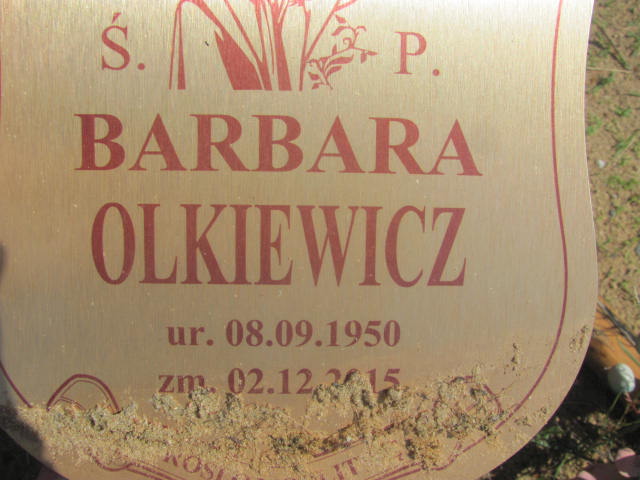 Ś. P.
BARBARA
OLKIEWICZ
ur. 08.09.1950
zm. 02.12.2015